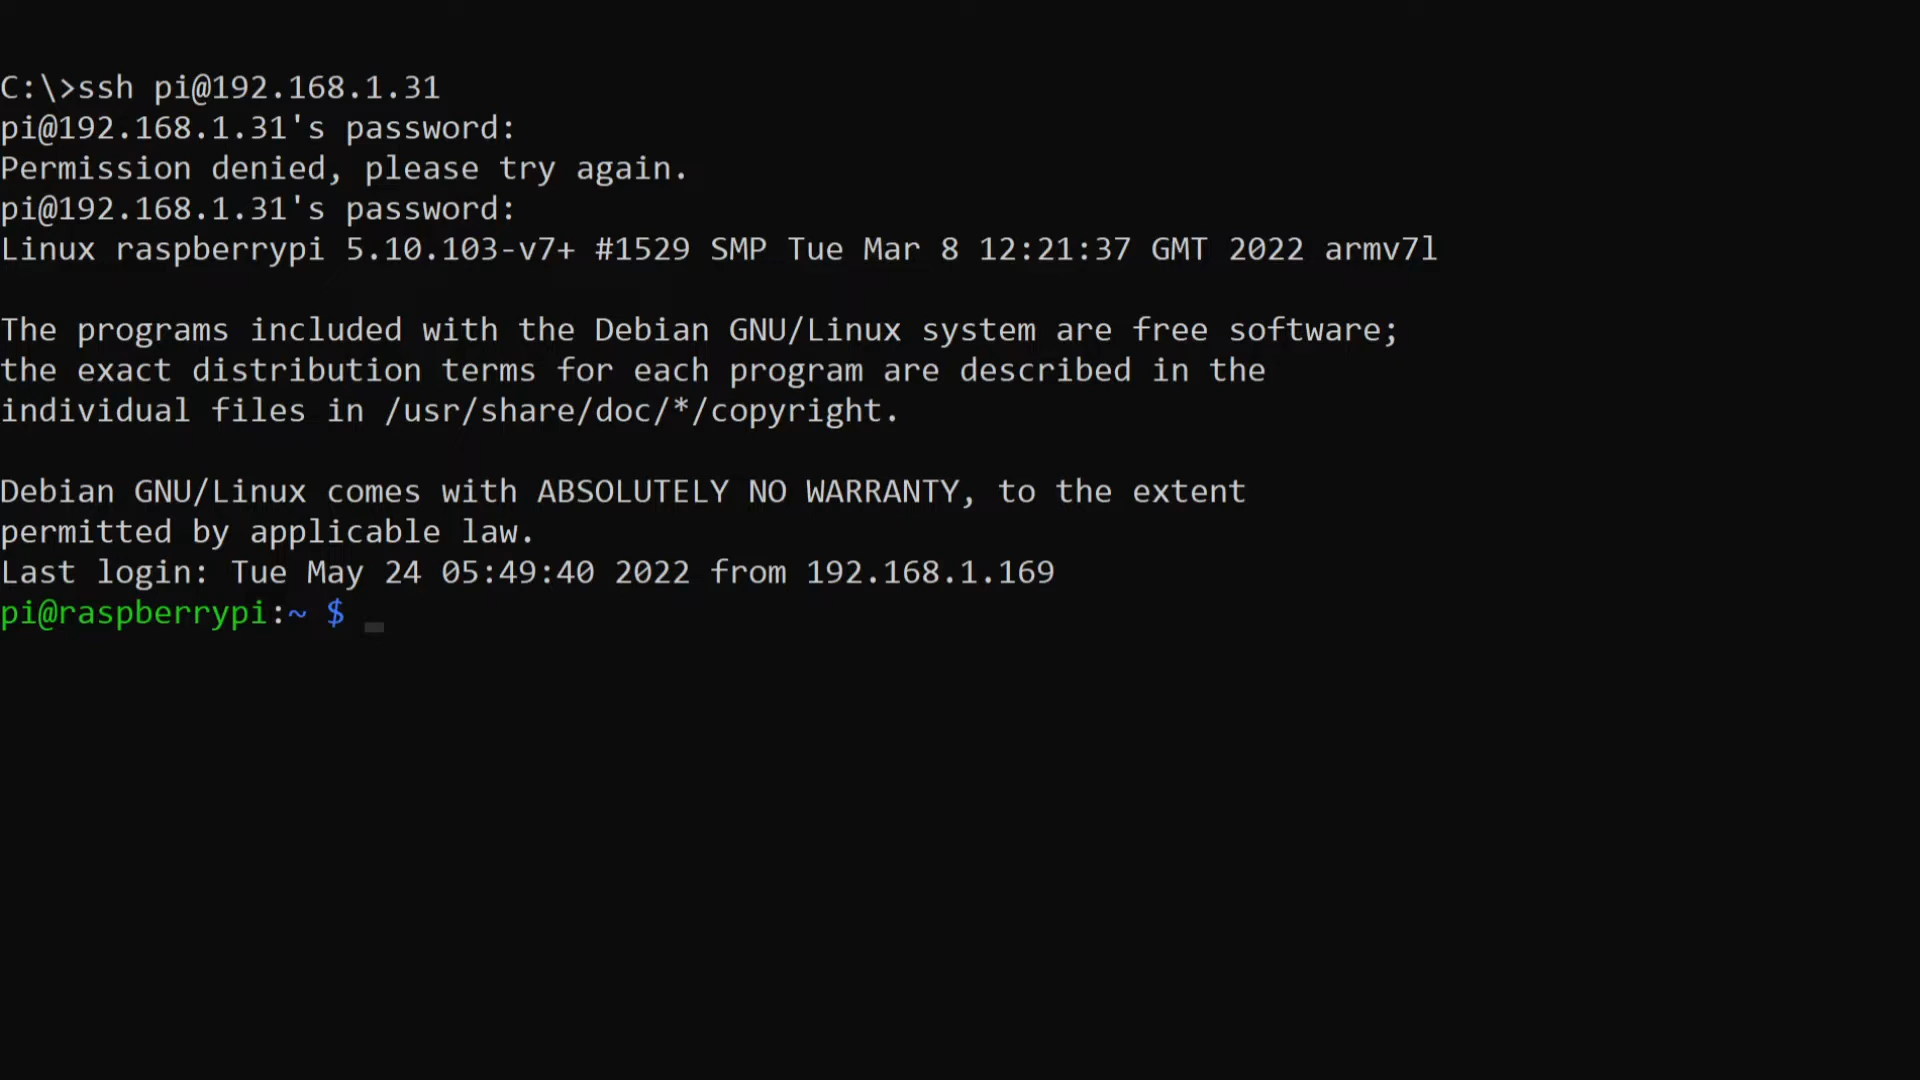 C:\>ssh pi@192.168.1.31
pi@192.168.1.31's password:
Permission denied, please try again.
pi@192.168.1.31's password:
Linux raspberrypi 5.10.103-v7+ #1529 SMP Tue Mar 8 12:21:37 GMT 2022 armv7l
The programs included with the Debian GNU/Linux system are free software;
the exact distribution terms for each program are described in the
individual files in /usr/share/doc/*/copyright.
Debian GNU/Linux comes with ABSOLUTELY NO WARRANTY, to the extent
permitted by applicable law.
Last login: Tue May 24 05:49:40 2022 from 192.168.1.169
pi@raspberrypi:~ $ _